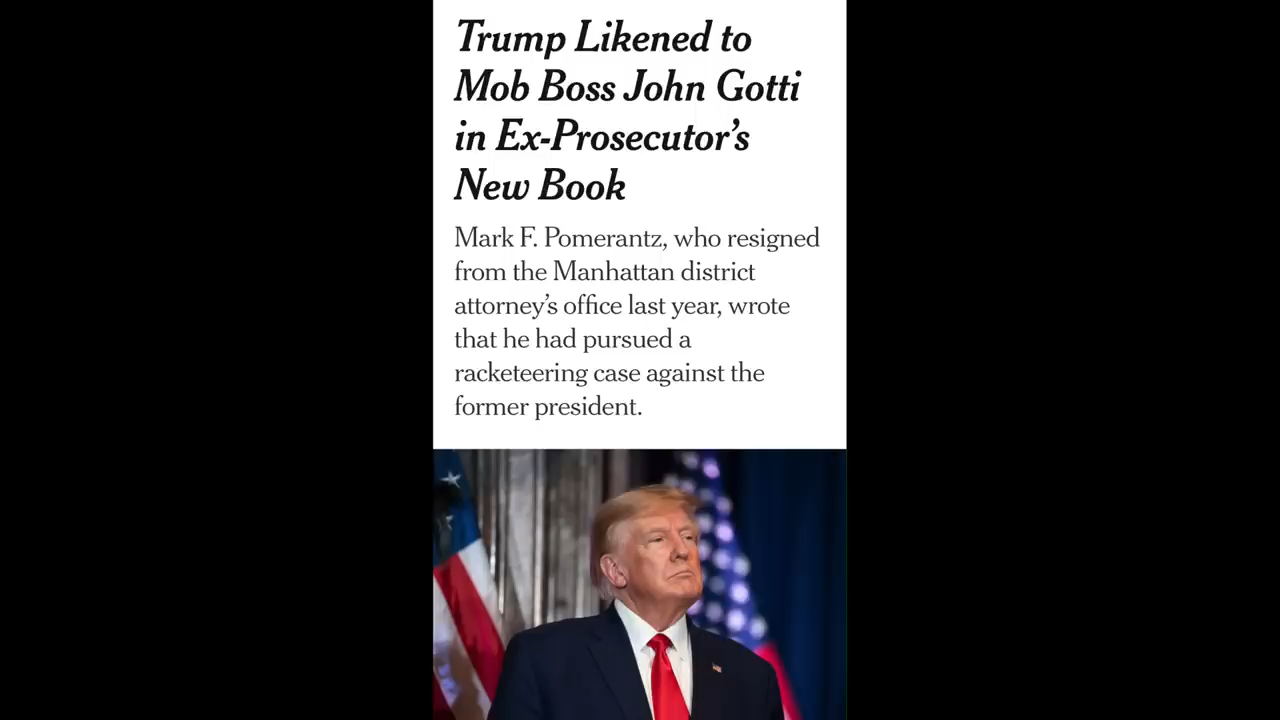 Trump Likened to
Mob Boss John Gotti
in Ex-Prosecutor’s
New Book
Mark F. Pomerantz, who resigned
from the Manhattan district
attorney’s office last year, wrote
that he had pursued a
racketeering case against the
former president.